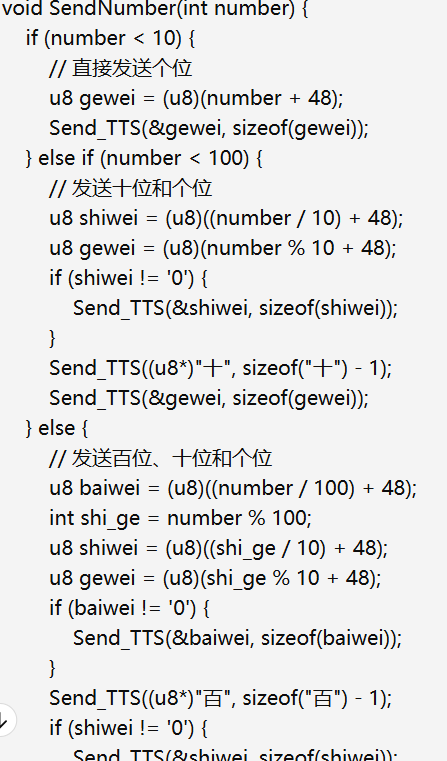 void SendNumber(int number) {
if (number < 10) {
// 直接发送个位
u8 gewei = (u8)(number + 48);
Send_TTS(&gewei, sizeof(gewei));
} else if (number < 100) {
// 发送十位和个位
u8 shiwei = (u8)((number / 10) + 48);
u8 gewei = (u8)(number % 10 + 48);
if (shiwei != '0') {
Send_TTS(&shiwei, sizeof(shiwei));
}
Send_TTS((u8*)"十", sizeof("十") - 1);
Send_TTS(&gewei, sizeof(gewei));
} else {
// 发送百位、十位和个位
u8 baiwei = (u8)((number / 100) + 48);
int shi_ge = number % 100;
u8 shiwei = (u8)((shi_ge / 10) + 48);
u8 gewei = (u8)(shi_ge % 10 + 48);
if (baiwei != '0') {
Send_TTS(&baiwei, sizeof(baiwei));
}
Send_TTS((u8*)"百", sizeof("百") - 1);
if (shiwei != '0') {
Send_TTS(&shiwei, sizeof(shiwei));